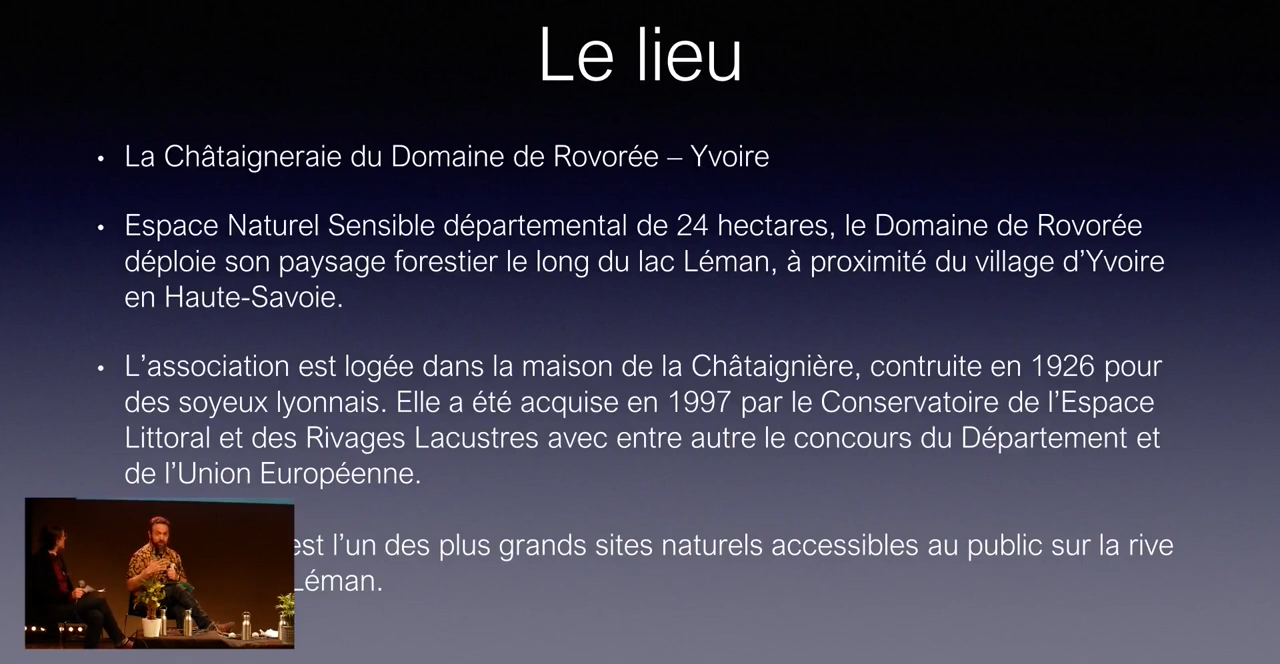 Le lieu
• La Châtaigneraie du Domaine de Rovorée – Yvoire
• Espace Naturel Sensible départemental de 24 hectares, le Domaine de Rovorée
déploie son paysage forestier le long du lac Léman, à proximité du village d’Yvoire
en Haute-Savoie.
• L’association est logée dans la maison de la Châtaignière, contruite en 1926 pour
des soyeux lyonnais. Elle a été acquise en 1997 par le Conservatoire de l’Espace
Littoral et des Rivages Lacustres avec entre autre le concours du Département et
de l’Union Européenne.
est l’un des plus grands sites naturels accessibles au public sur la rive
Léman.